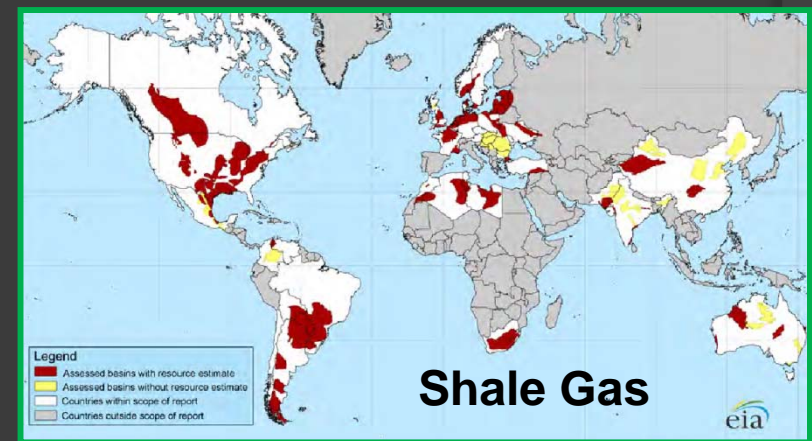 Legend
Assessed basins with resource estimate
Assessed basins without resource estimate
Countries within scope of report
Countries outside scope of report
Shale Gas
eia